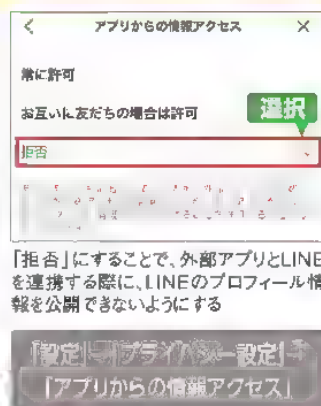 アプリからの情報アクセス
常に許可
お互いに友だちの場合は許可
選択
拒否
「拒否」にすることで、外部アプリとLINE
を連携する際に、LINEのプロフィール情
報を公開できないようにする
「設定」→「プライバシー設定」→
「アプリからの情報アクセス」